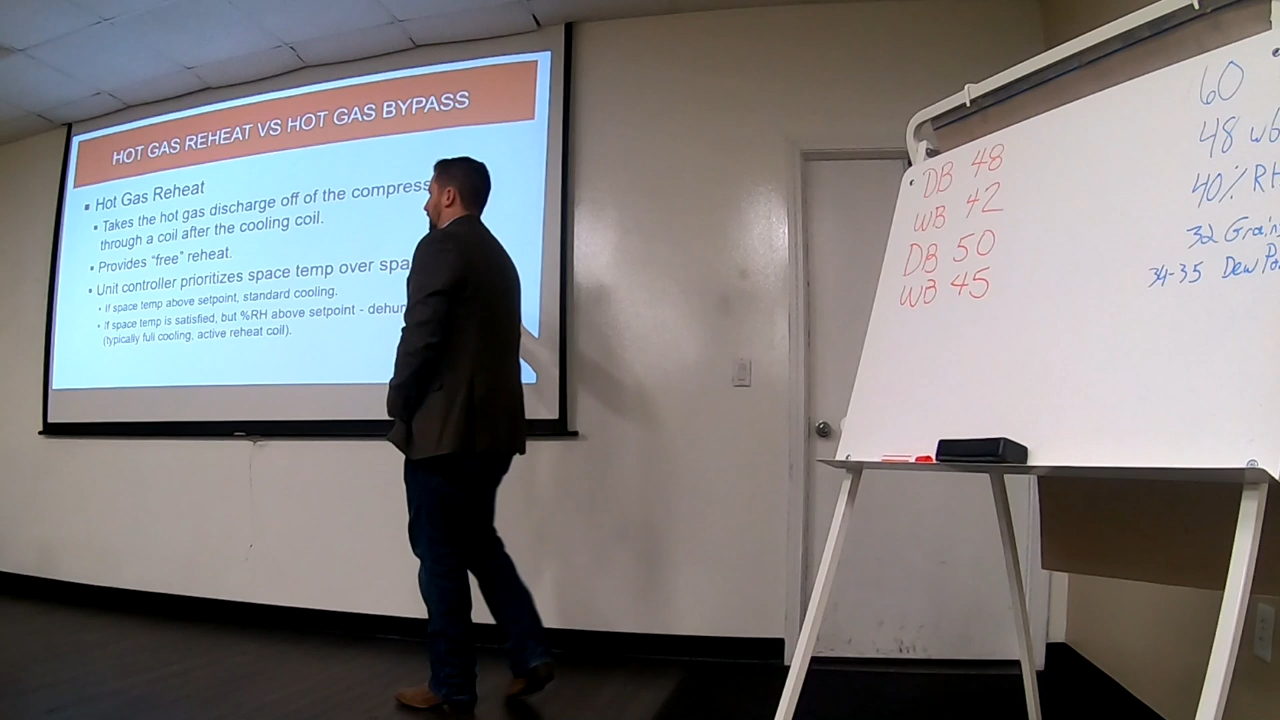 HOT GAS REHEAT VS HOT GAS BYPASS
▪ Hot Gas Reheat
▪ Takes the hot gas discharge off of the compress
through a coil after the cooling coil.
▪ Provides "free" reheat.
▪ Unit controller prioritizes space temp over spa
• If space temp above setpoint, standard cooling.
• If space temp is satisfied, but %RH above setpoint - dehum
(typically full cooling, active reheat coil).
DB 48
WB 42
DB 50
WB 45
60
48 wb
40% RH
32 Grains
34-35 Dew Po